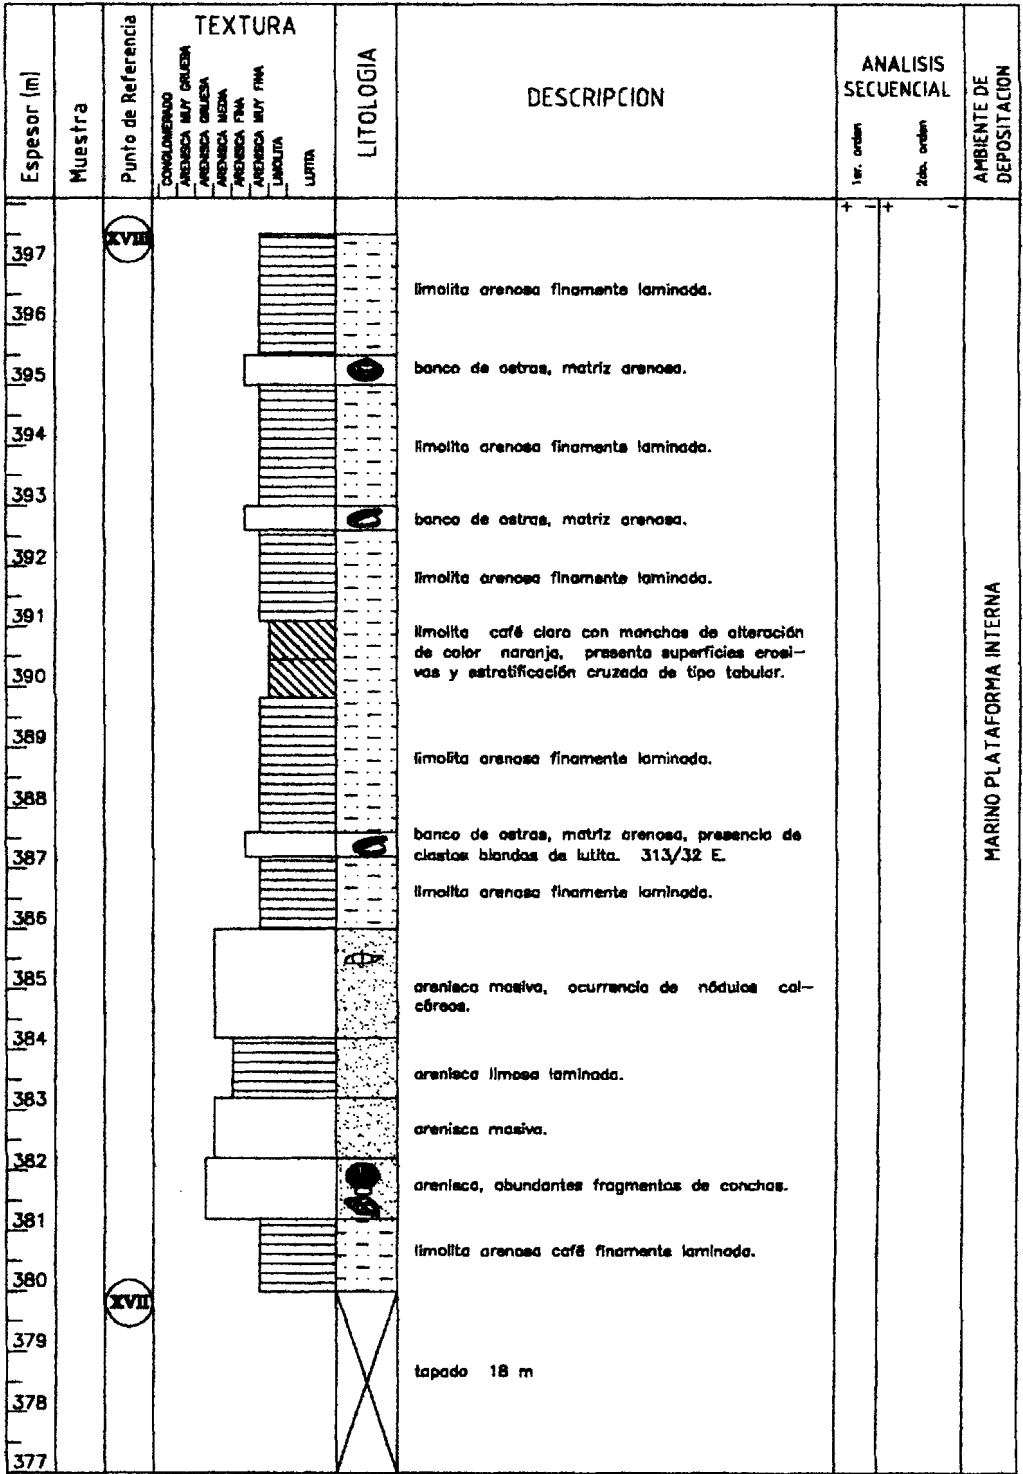 Espesor (m)
Muestra
Punto de Referencia
TEXTURA
CONGLOMERADO
ARENISCA MUY GRUESA
ARENISCA GRUESA
ARENISCA MEDIA
ARENISCA FINA
ARENISCA MUY FINA
LIMOLITA
LUTITA
LITOLOGIA
DESCRIPCION
ANALISIS
SECUENCIAL
1er. orden
2do. orden
AMBIENTE DE
DEPOSITACION
+ - + -
XVIII
397
limolita arenosa finamente laminada.
396
395
banco de ostras, matriz arenosa.
394
limolita arenosa finamente laminada.
393
banco de ostras, matriz arenosa.
392
limolita arenosa finamente laminada.
391
limolita café claro con manchas de alteración
de color naranja, presenta superficies erosi-
vas y estratificación cruzada de tipo tabular.
390
389
limolita arenosa finamente laminada.
388
banco de ostras, matriz arenosa, presencia de
clastos blandos de lutita. 313/32 E.
387
limolita arenosa finamente laminada.
386
385
arenisca masiva, ocurrencia de nódulos cal-
cáreos.
384
arenisca limosa laminada.
383
arenisca masiva.
382
arenisca, abundantes fragmentos de conchas.
381
limolita arenosa café finamente laminada.
380
XVII
379
tapado 18 m
378
377
MARINO PLATAFORMA INTERNA